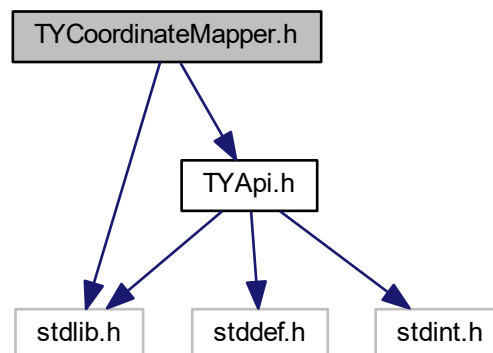 TYCoordinateMapper.h
TYApi.h
stdlib.h
stddef.h
stdint.h